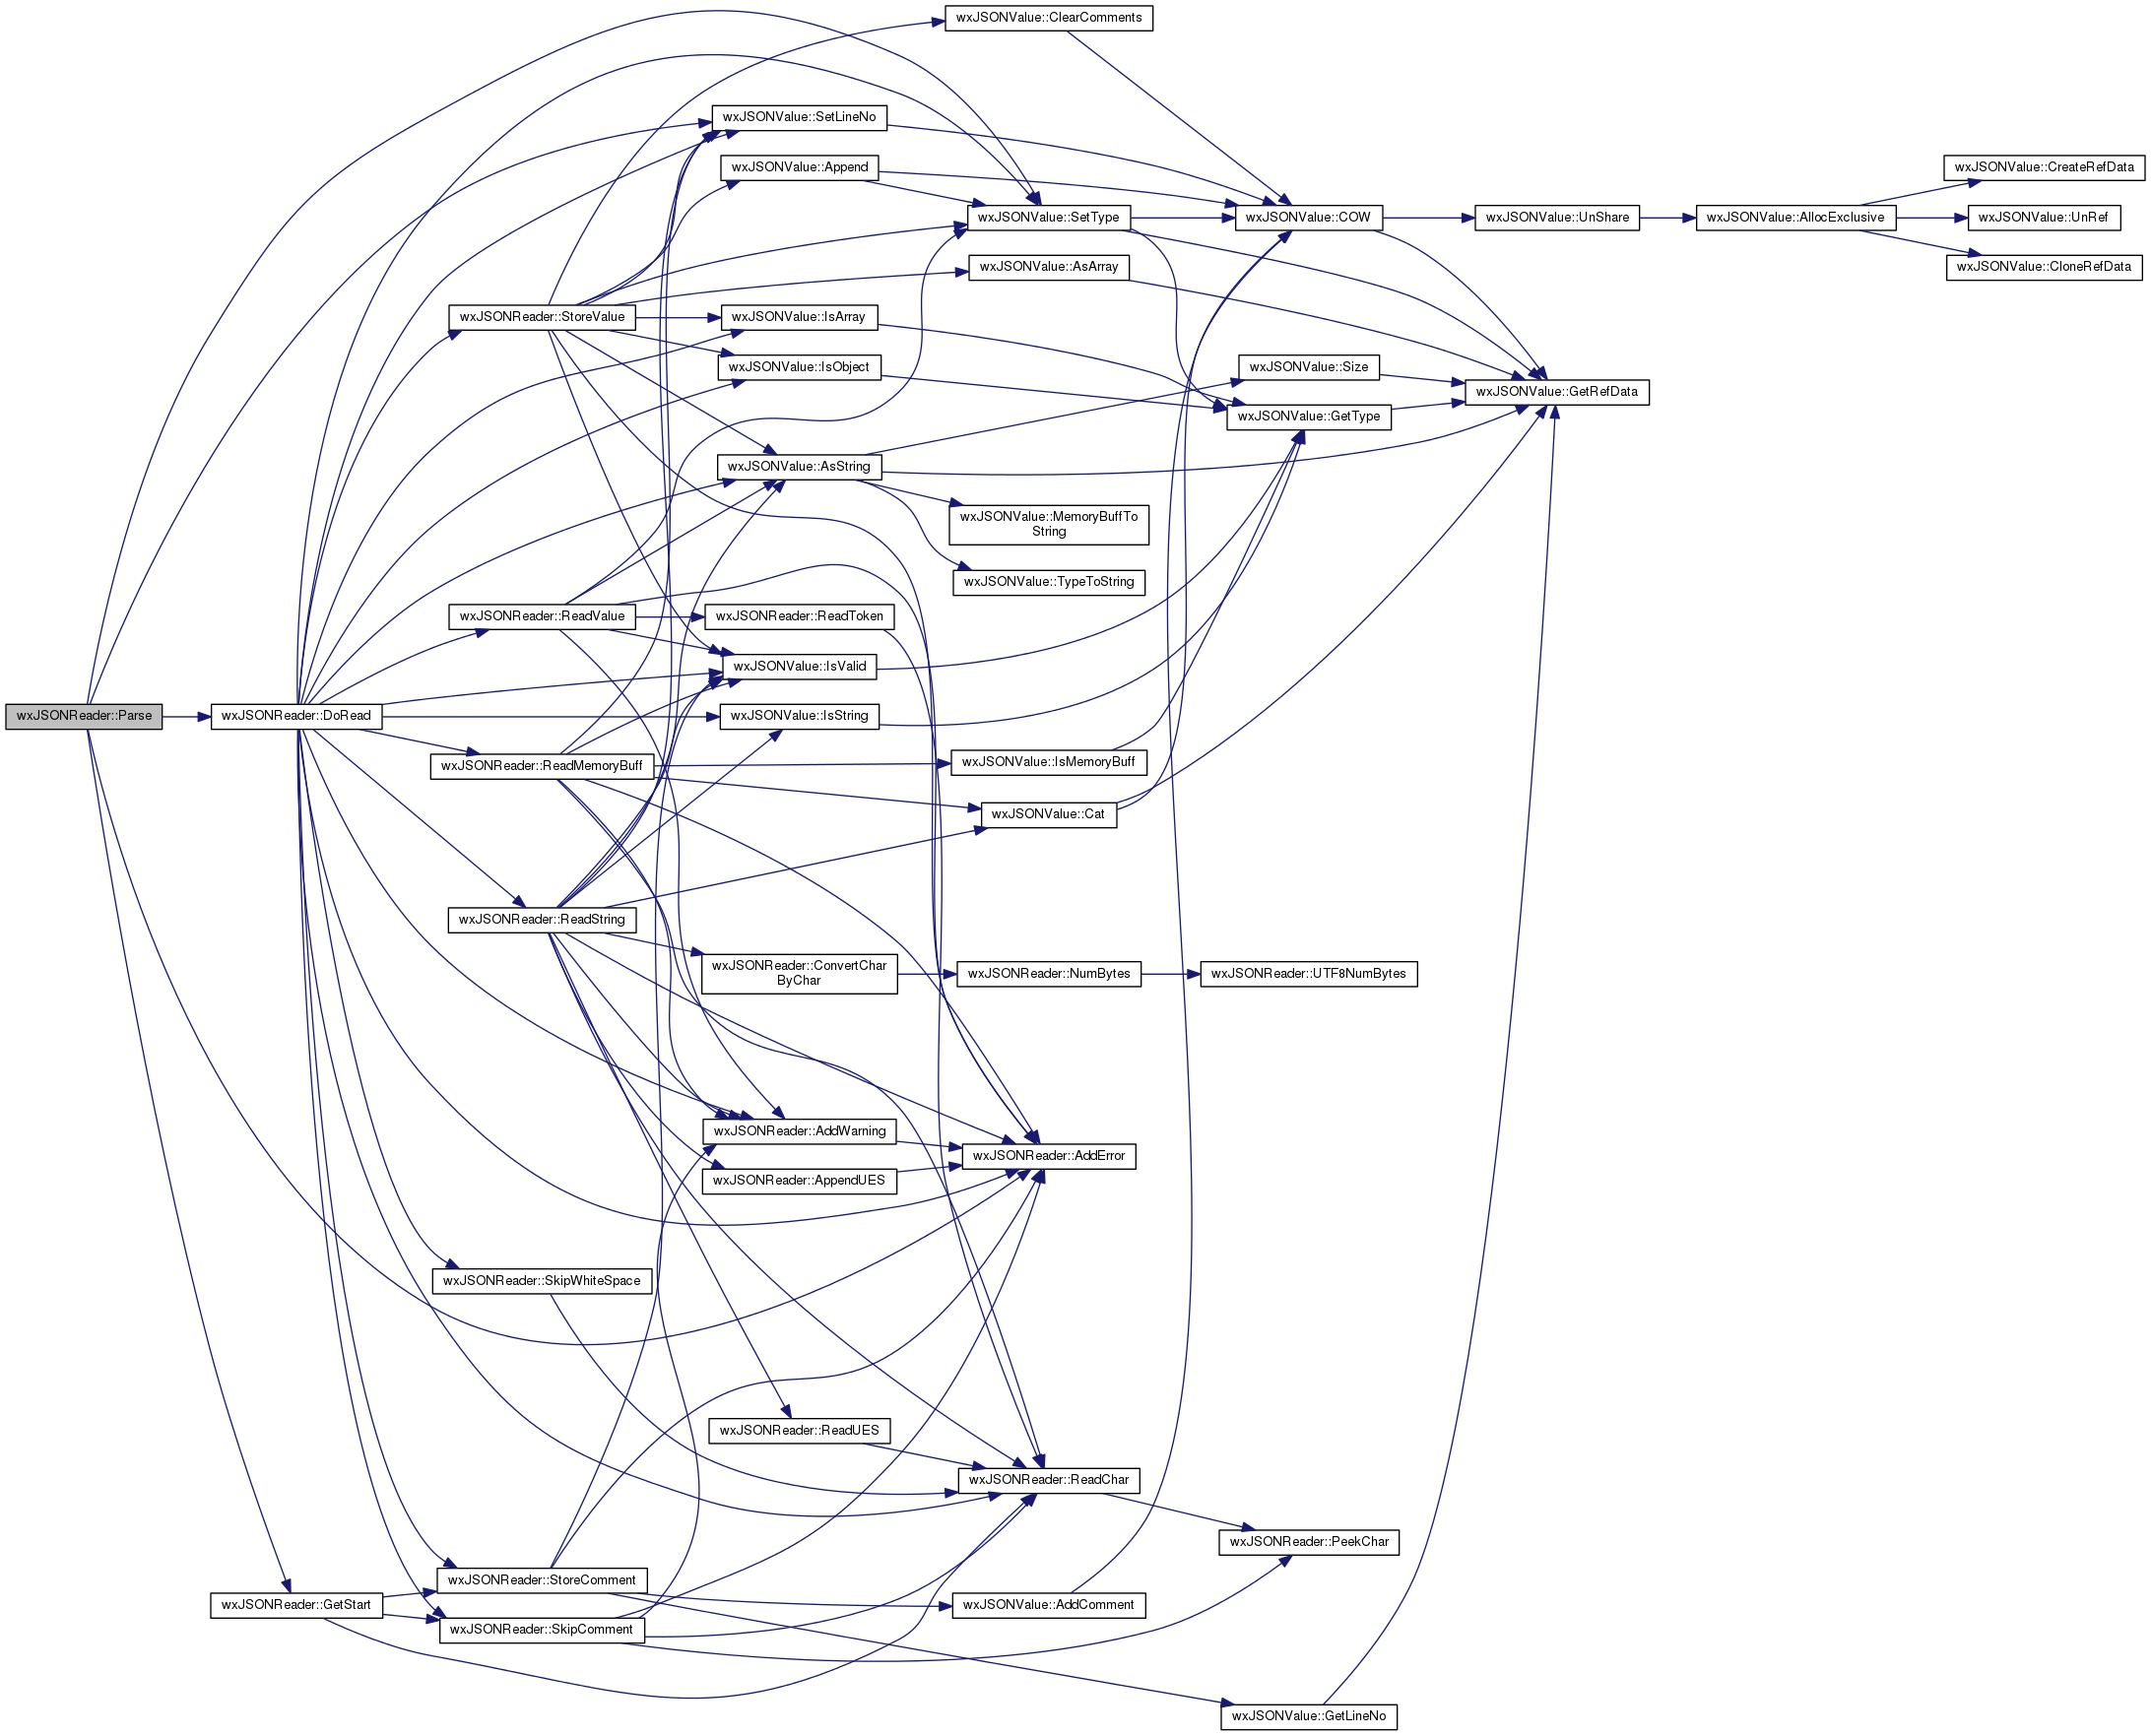 wxJSONValue::ClearComments
wxJSONValue::SetLineNo
wxJSONValue::Append
wxJSONValue::CreateRefData
wxJSONValue::SetType
wxJSONValue::COW
wxJSONValue::UnShare
wxJSONValue::AllocExclusive
wxJSONValue::UnRef
wxJSONValue::AsArray
wxJSONValue::CloneRefData
wxJSONReader::StoreValue
wxJSONValue::IsArray
wxJSONValue::IsObject
wxJSONValue::Size
wxJSONValue::GetRefData
wxJSONValue::GetType
wxJSONValue::AsString
wxJSONValue::MemoryBuffTo
String
wxJSONValue::TypeToString
wxJSONReader::ReadValue
wxJSONReader::ReadToken
wxJSONValue::IsValid
wxJSONReader::Parse
wxJSONReader::DoRead
wxJSONValue::IsString
wxJSONReader::ReadMemoryBuff
wxJSONValue::IsMemoryBuff
wxJSONValue::Cat
wxJSONReader::ReadString
wxJSONReader::ConvertChar
ByChar
wxJSONReader::NumBytes
wxJSONReader::UTF8NumBytes
wxJSONReader::AddWarning
wxJSONReader::AddError
wxJSONReader::AppendUES
wxJSONReader::SkipWhiteSpace
wxJSONReader::ReadUES
wxJSONReader::ReadChar
wxJSONReader::PeekChar
wxJSONReader::StoreComment
wxJSONReader::GetStart
wxJSONValue::AddComment
wxJSONReader::SkipComment
wxJSONValue::GetLineNo